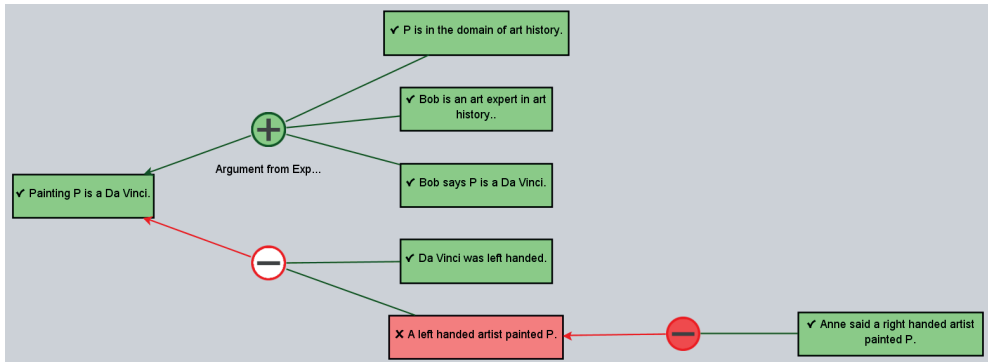 ✔ P is in the domain of art history.
✔ Bob is an art expert in art
history..
Argument from Exp...
✔ Bob says P is a Da Vinci.
✔ Painting P is a Da Vinci.
✔ Da Vinci was left handed.
✘ A left handed artist painted P.
✔ Anne said a right handed artist
painted P.